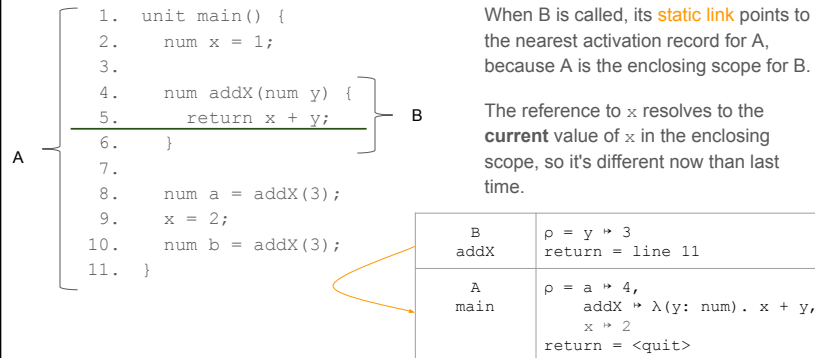 1. unit main() {
2. num x = 1;
3.
4. num addX(num y) {
5. return x + y;
6. }
7.
8. num a = addX(3);
9. x = 2;
10. num b = addX(3);
11. }
A
B
When B is called, its static link points to
the nearest activation record for A,
because A is the enclosing scope for B.
The reference to x resolves to the
current value of x in the enclosing
scope, so it's different now than last
time.
B
addX
ρ = y ↦ 3
return = line 11
A
main
ρ = a ↦ 4,
addX ↦ λ(y: num). x + y,
x ↦ 2
return = <quit>